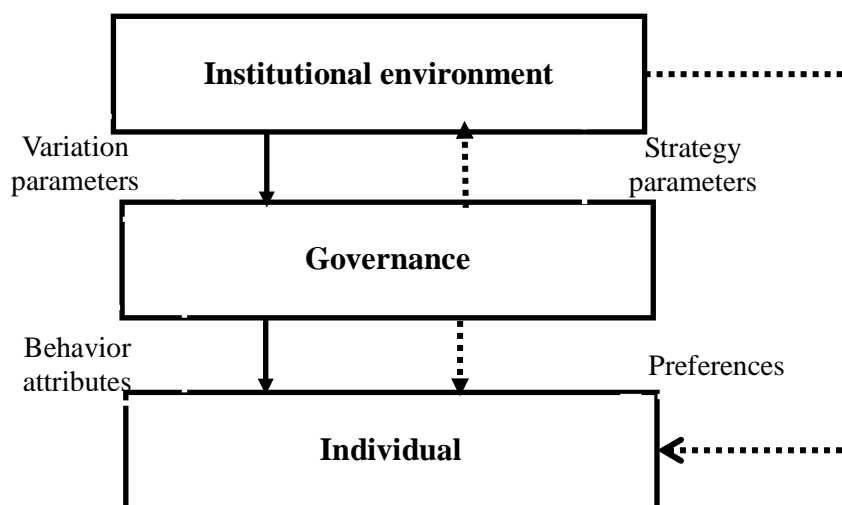 Institutional environment
Variation
parameters
Strategy
parameters
Governance
Behavior
attributes
Preferences
Individual